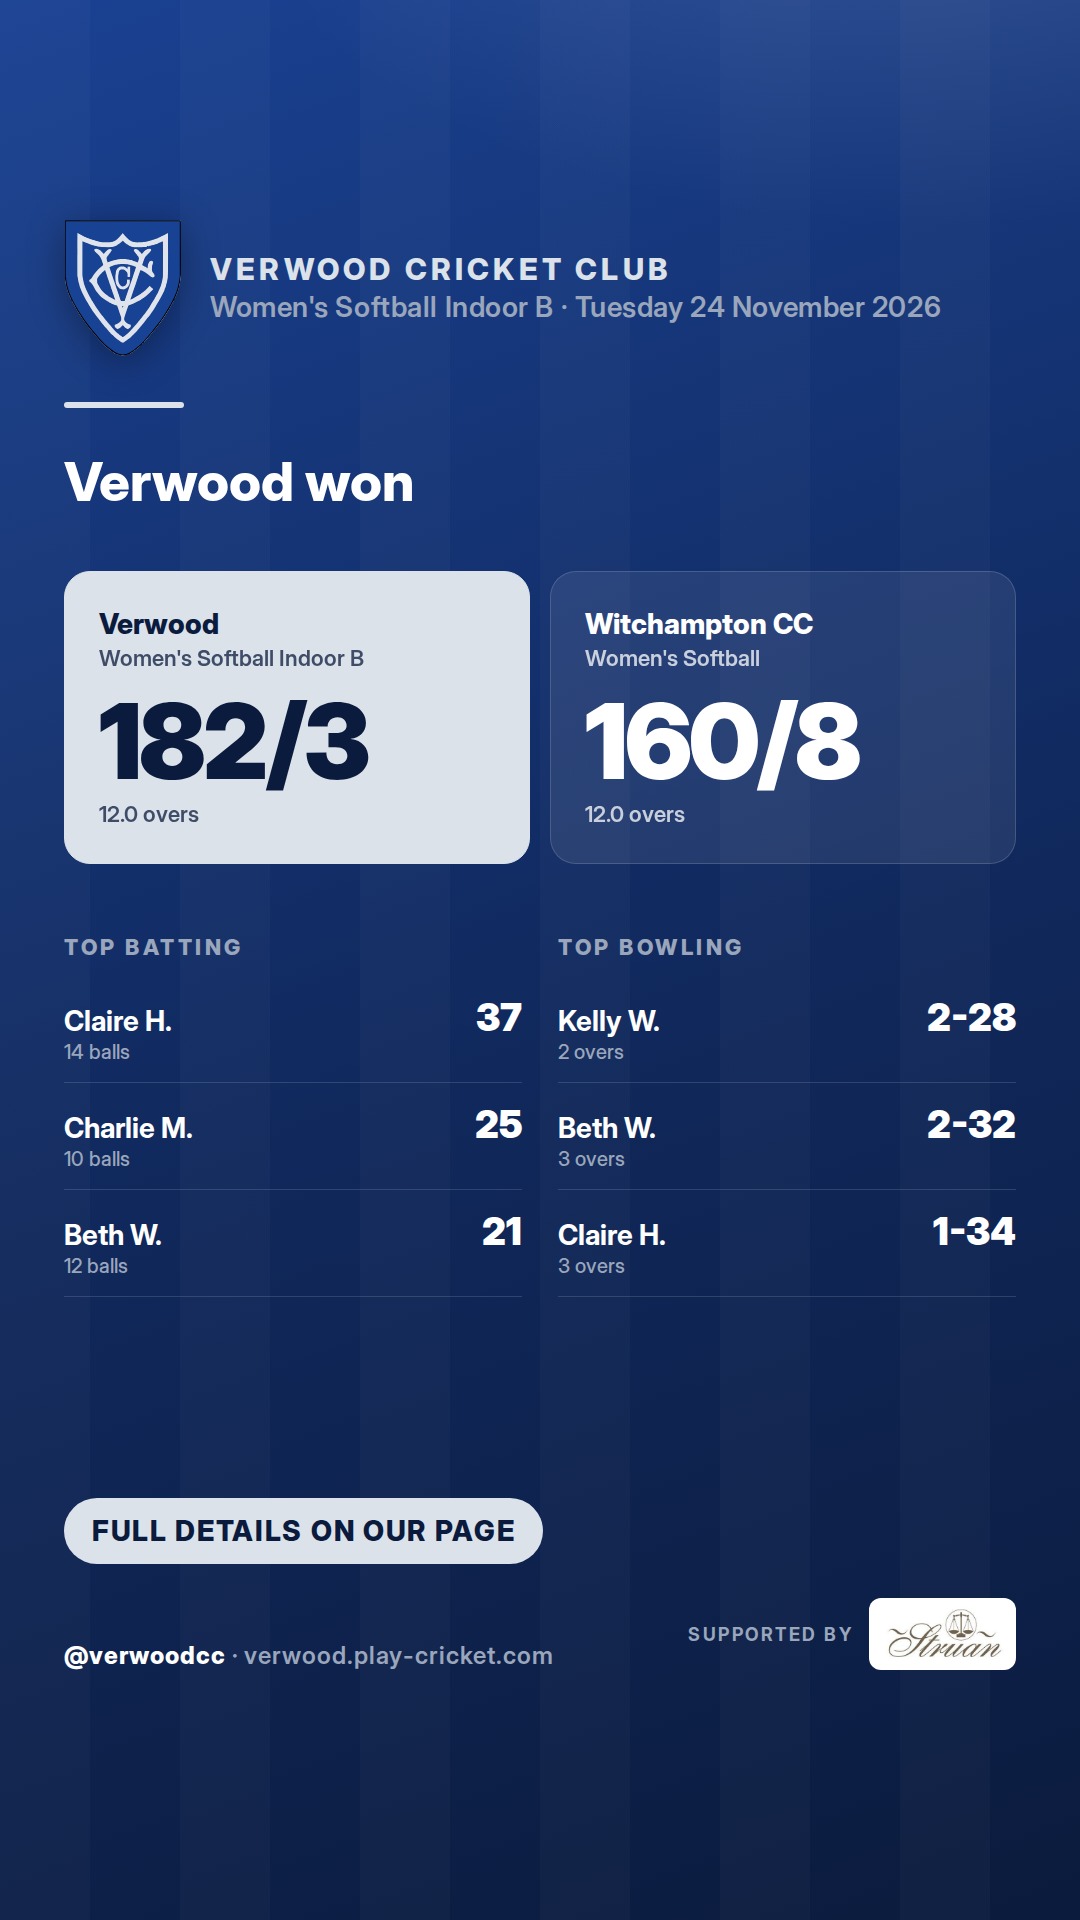 VERWOOD CRICKET CLUB
Women's Softball Indoor B · Tuesday 24 November 2026
Verwood won
Verwood
Women's Softball Indoor B
182/3
12.0 overs
Witchampton CC
Women's Softball
160/8
12.0 overs
TOP BATTING
Claire H. 37
14 balls
Charlie M. 25
10 balls
Beth W. 21
12 balls
TOP BOWLING
Kelly W. 2-28
2 overs
Beth W. 2-32
3 overs
Claire H. 1-34
3 overs
FULL DETAILS ON OUR PAGE
@verwoodcc · verwood.play-cricket.com
SUPPORTED BY
~Struan~